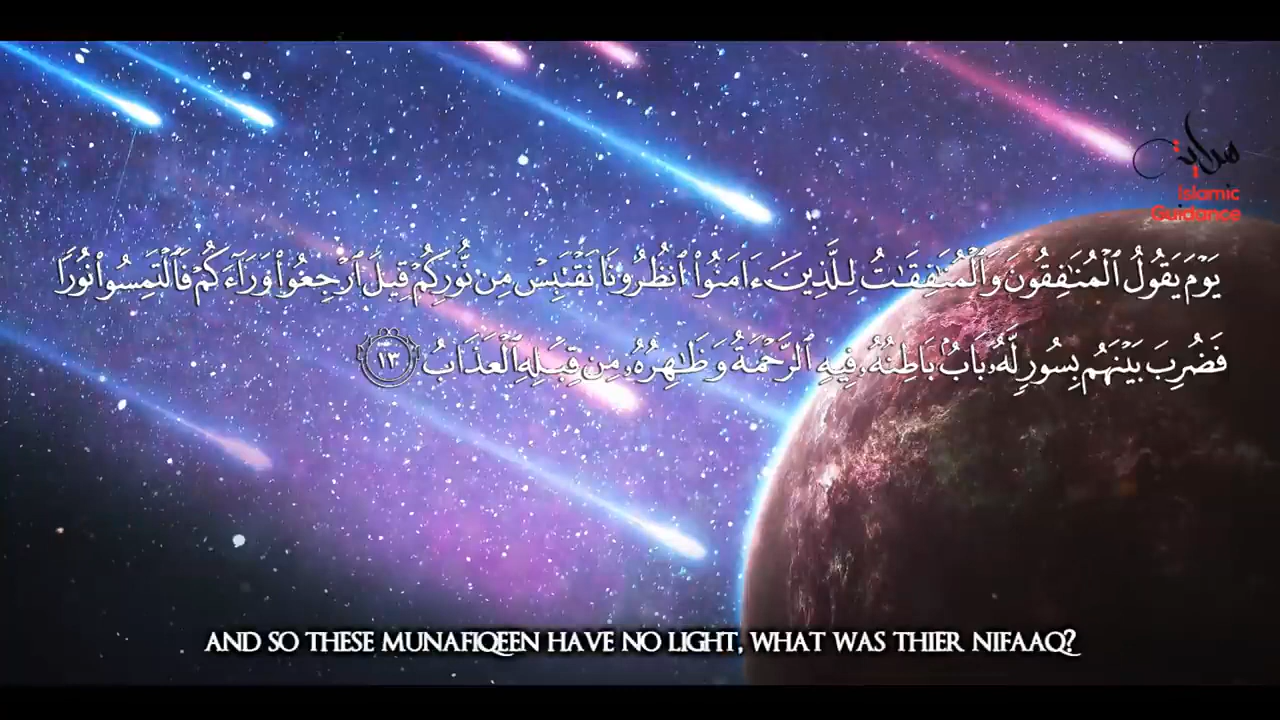 هداية
Islamic
Guidance
يَوْمَ يَقُولُ ٱلْمُنَٰفِقُونَ وَٱلْمُنَٰفِقَٰتُ لِلَّذِينَ ءَامَنُوا۟ ٱنظُرُونَا نَقْتَبِسْ مِن نُّورِكُمْ قِيلَ ٱرْجِعُوا۟ وَرَآءَكُمْ فَٱلْتَمِسُوا۟ نُورًا
فَضُرِبَ بَيْنَهُم بِسُورٍ لَّهُۥ بَابٌۢ بَاطِنُهُۥ فِيهِ ٱلرَّحْمَةُ وَظَٰهِرُهُۥ مِن قِبَلِهِ ٱلْعَذَابُ ١٣
AND SO THESE MUNAFIQEEN HAVE NO LIGHT, WHAT WAS THIER NIFAAQ?